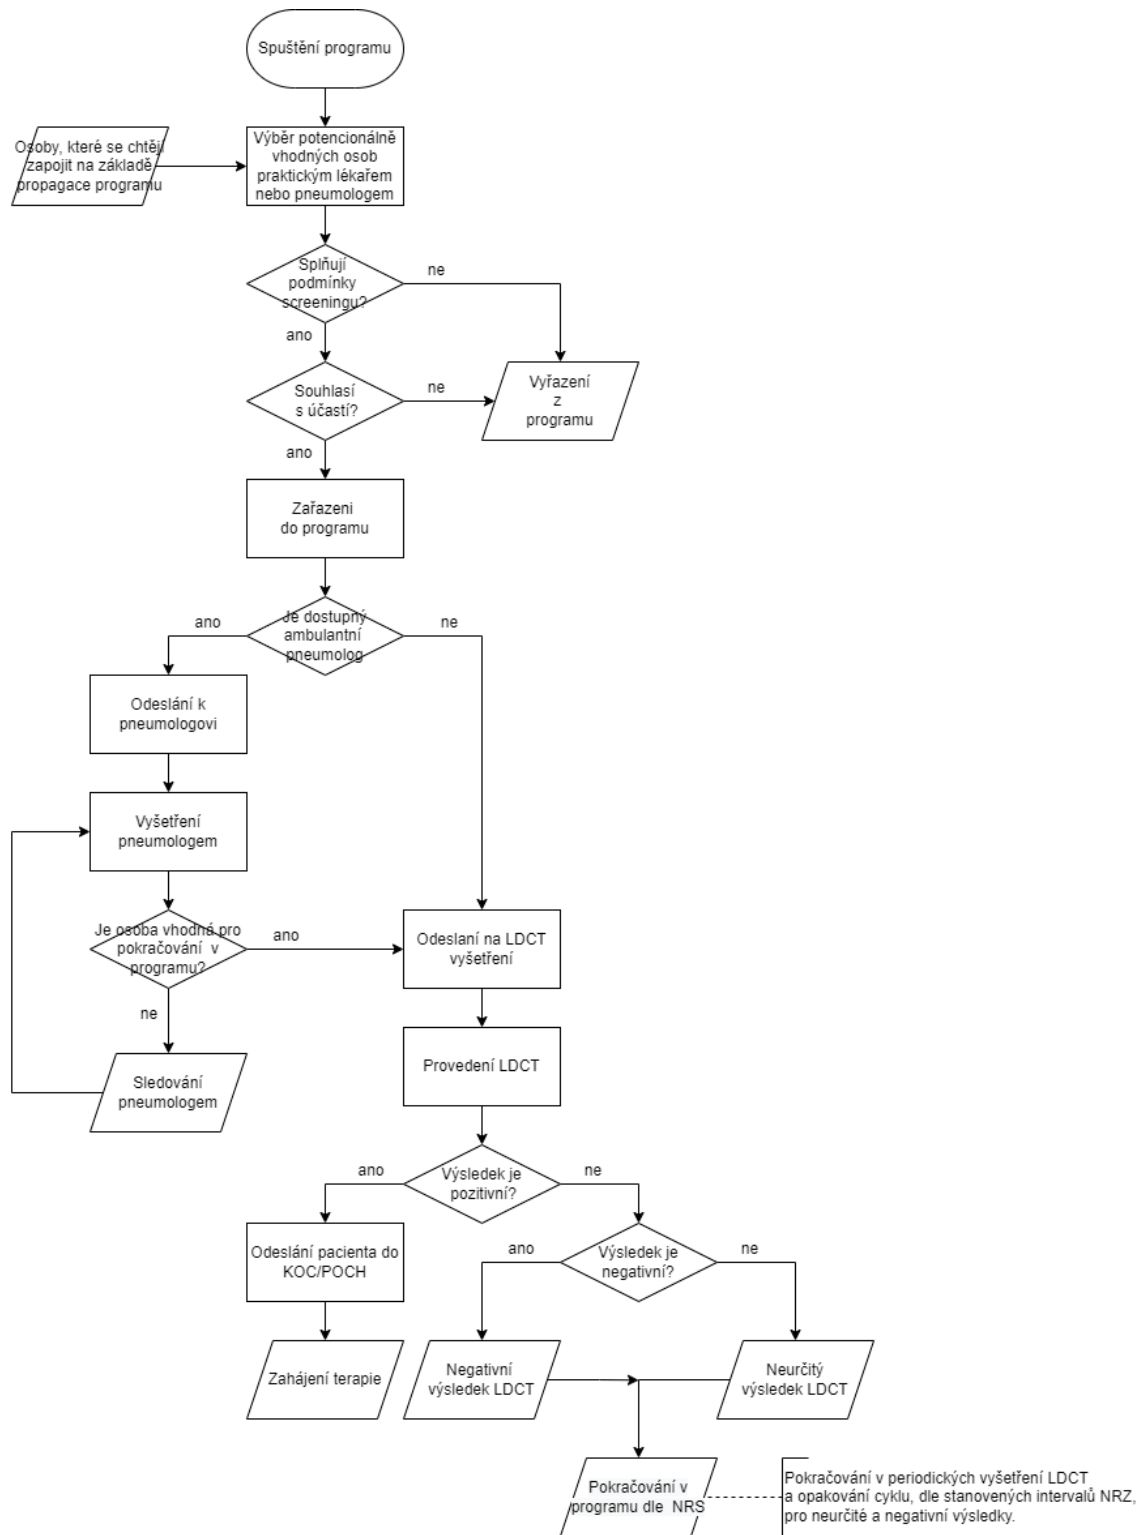 Spuštění programu
Osoby, které se chtějí
zapojit na základě
propagace programu
Výběr potencionálně
vhodných osob
praktickým lékařem
nebo pneumologem
Splňují
podmínky
screeningu?
ne
ano
Souhlasí
s účastí?
ne
Vyřazení
z
programu
ano
Zařazeni
do programu
Je dostupný
ambulantní
pneumolog
ano
ne
Odeslání k
pneumologovi
Vyšetření
pneumologem
Je osoba vhodná pro
pokračování v
programu?
ano
Odeslaní na LDCT
vyšetření
ne
Sledování
pneumologem
Provedení LDCT
Výsledek je
pozitivní?
ano
ne
Odeslání pacienta do
KOC/POCH
Výsledek je
negativní?
ano
ne
Zahájení terapie
Negativní
výsledek LDCT
Neurčitý
výsledek LDCT
Pokračování v
programu dle NRS
Pokračování v periodických vyšetření LDCT
a opakování cyklu, dle stanovených intervalů NRZ,
pro neurčité a negativní výsledky.